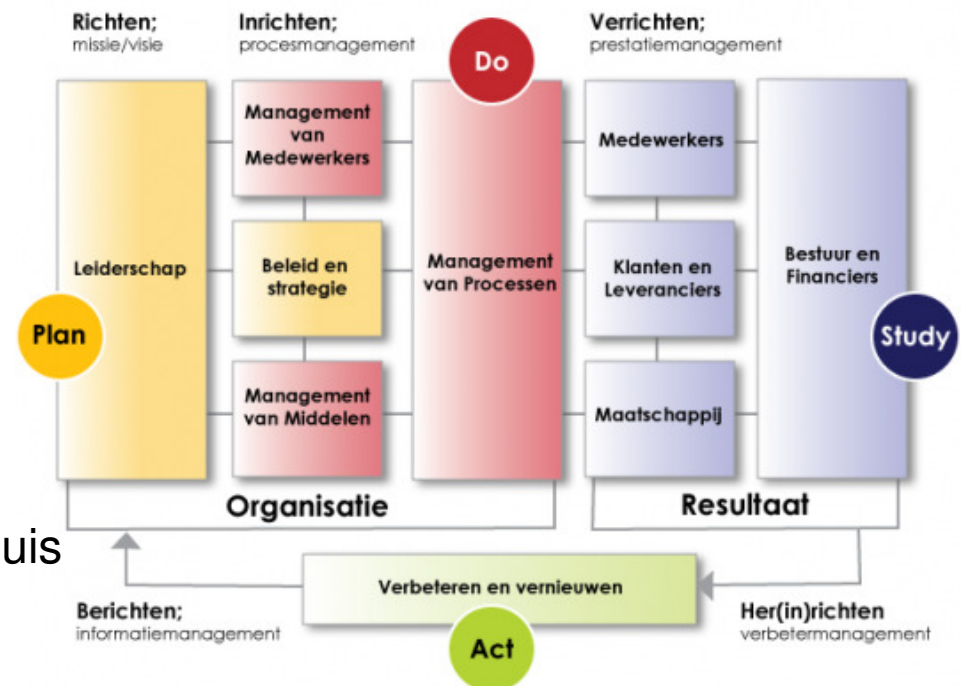 Richten;
missie/visie
Inrichten;
procesmanagement
Verrichten;
prestatiemanagement
Do
Leiderschap
Plan
Management
van
Medewerkers
Beleid en
strategie
Management
van Middelen
Management
van Processen
Medewerkers
Klanten en
Leveranciers
Maatschappij
Bestuur en
Financiers
Study
Organisatie
Resultaat
uis
Verbeteren en vernieuwen
Berichten;
informatiemanagement
Act
Her(in)richten
verbetermanagement